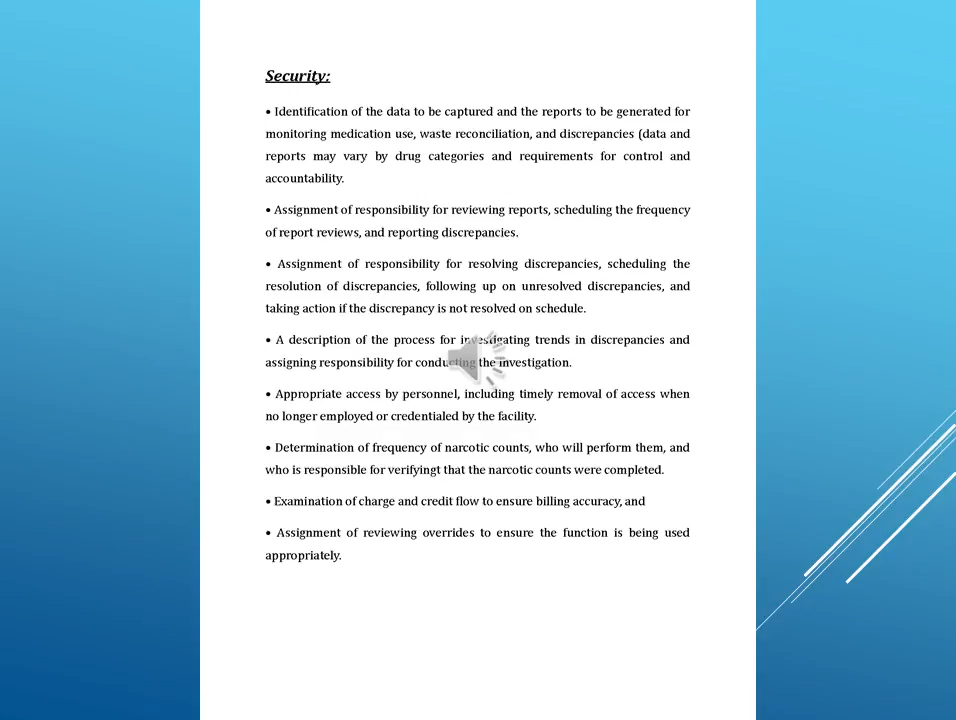 Security:
• Identification of the data to be captured and the reports to be generated for
monitoring medication use, waste reconciliation, and discrepancies (data and
reports may vary by drug categories and requirements for control and
accountability.
• Assignment of responsibility for reviewing reports, scheduling the frequency
of report reviews, and reporting discrepancies.
• Assignment of responsibility for resolving discrepancies, scheduling the
resolution of discrepancies, following up on unresolved discrepancies, and
taking action if the discrepancy is not resolved on schedule.
• A description of the process for investigating trends in discrepancies and
assigning responsibility for conducting the investigation.
• Appropriate access by personnel, including timely removal of access when
no longer employed or credentialed by the facility.
• Determination of frequency of narcotic counts, who will perform them, and
who is responsible for verifyingt that the narcotic counts were completed.
• Examination of charge and credit flow to ensure billing accuracy, and
• Assignment of reviewing overrides to ensure the function is being used
appropriately.